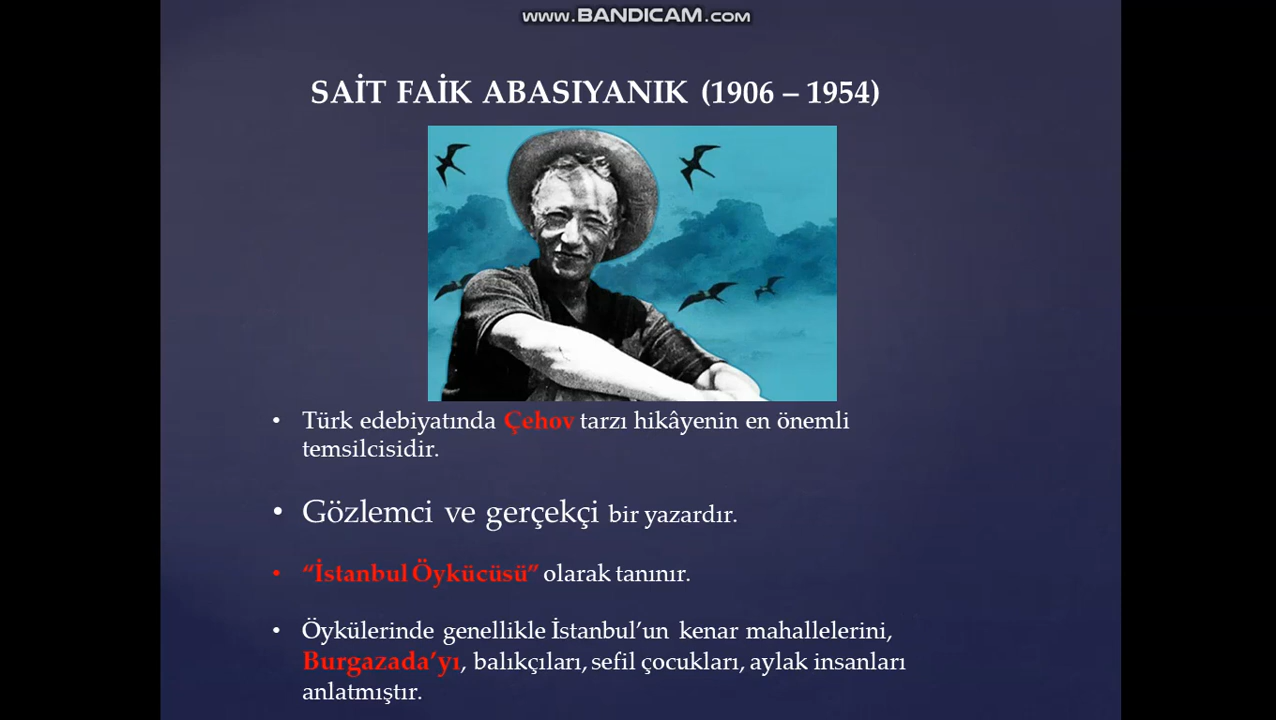 www.BANDICAM.com
SAİT FAİK ABASIYANIK (1906 – 1954)
• Türk edebiyatında Çehov tarzı hikâyenin en önemli
temsilcisidir.
• Gözlemci ve gerçekçi bir yazardır.
• “İstanbul Öykücüsü” olarak tanınır.
• Öykülerinde genellikle İstanbul’un kenar mahallelerini,
Burgazada’yı, balıkçıları, sefil çocukları, aylak insanları
anlatmıştır.